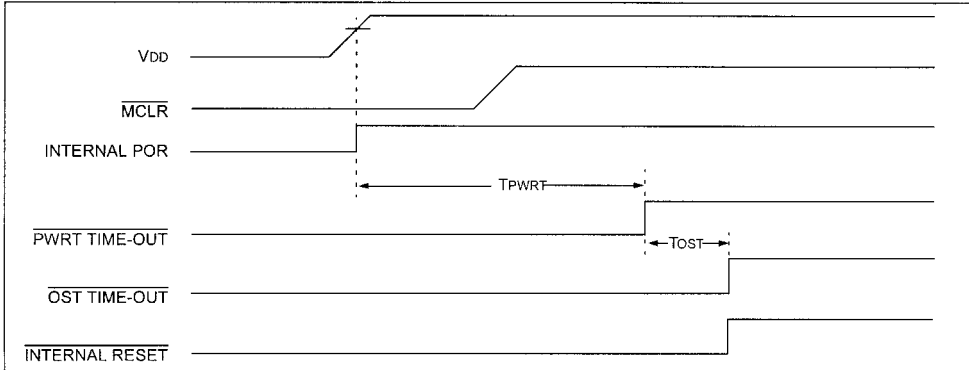 VDD
MCLR
INTERNAL POR
TPWRT
PWRT TIME-OUT
TOST
OST TIME-OUT
INTERNAL RESET